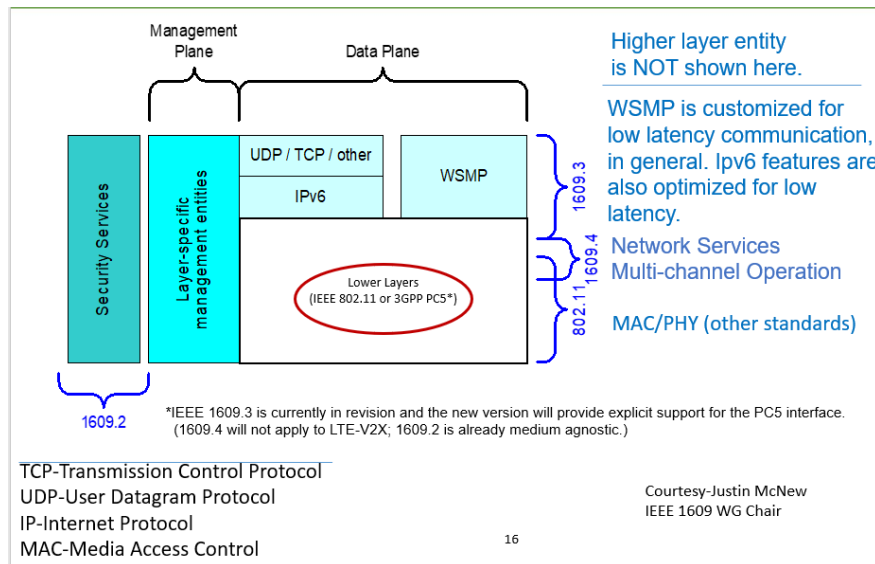 Management
Plane
Data Plane
Higher layer entity
is NOT shown here.
WSMP is customized for
low latency communication,
in general. Ipv6 features are
also optimized for low
latency.
Network Services
Multi-channel Operation
MAC/PHY (other standards)
Security Services
Layer-specific
management entities
UDP / TCP / other
IPv6
WSMP
Lower Layers
(IEEE 802.11 or 3GPP PC5*)
1609.3
1609.4
802.11
1609.2
*IEEE 1609.3 is currently in revision and the new version will provide explicit support for the PC5 interface.
(1609.4 will not apply to LTE-V2X; 1609.2 is already medium agnostic.)
TCP-Transmission Control Protocol
UDP-User Datagram Protocol
IP-Internet Protocol
MAC-Media Access Control
16
Courtesy-Justin McNew
IEEE 1609 WG Chair